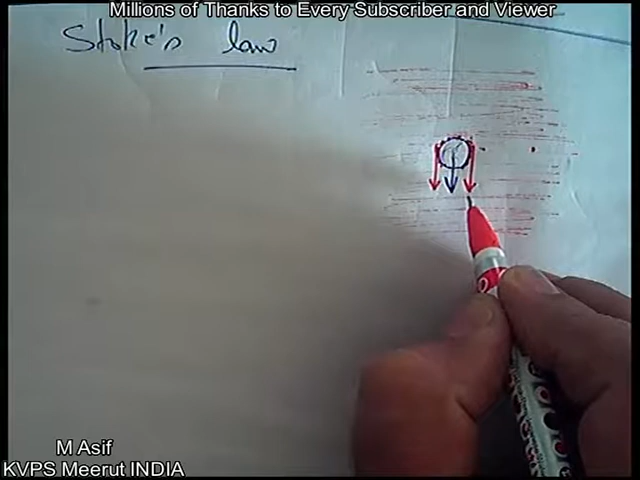 Millions of Thanks to Every Subscriber and Viewer
Stoke's law
M Asif
KVPS Meerut INDIA